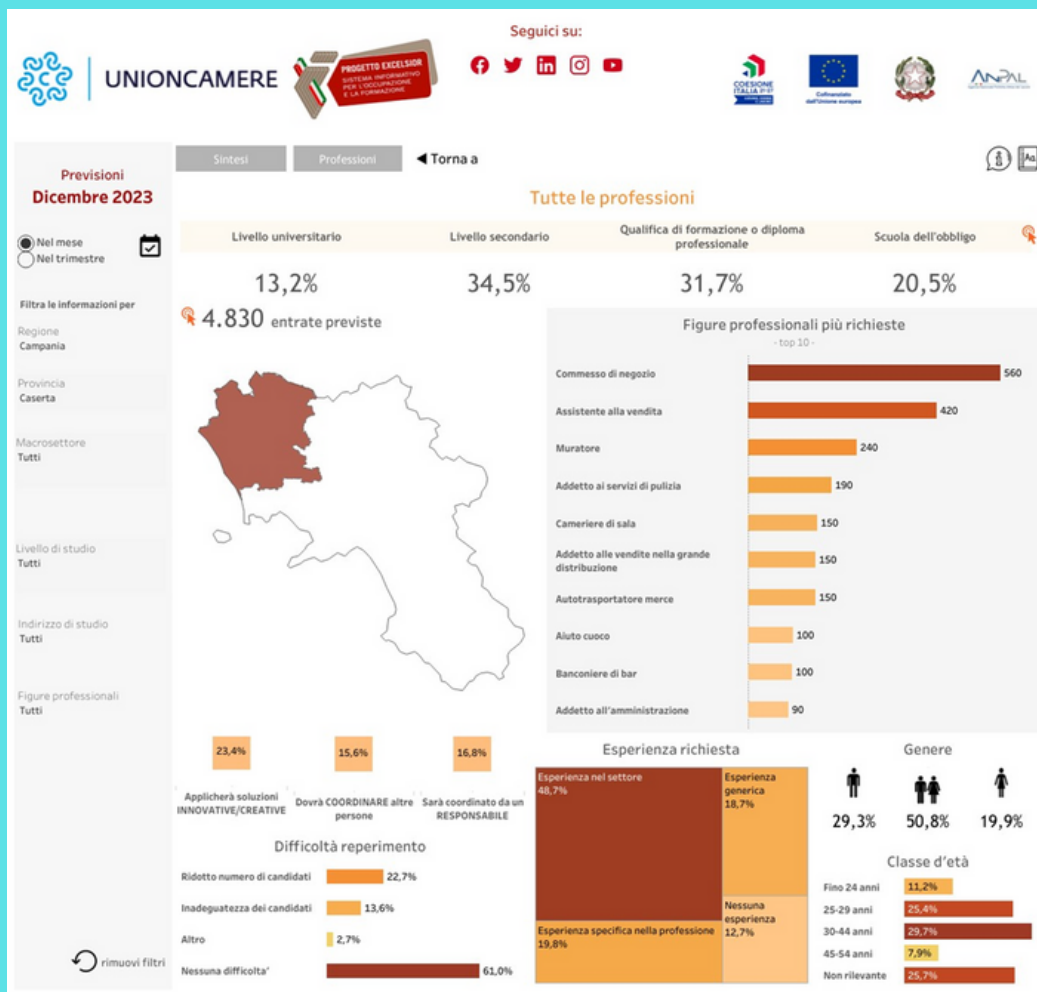 Seguici su:
UNIONCAMERE
PROGETTO EXCELSIOR
SISTEMA INFORMATIVO
PER L'OCCUPAZIONE
E LA FORMAZIONE
COESIONE
ITALIA 21-27
Cofinanziato
dall'Unione europea
ANPAL
Sintesi
Professioni
Torna a
Aa
Previsioni
Dicembre 2023
Nel mese
Nel trimestre
Filtra le informazioni per
Regione
Campania
Provincia
Caserta
Macrosettore
Tutti
Livello di studio
Tutti
Indirizzo di studio
Tutti
Figure professionali
Tutti
rimuovi filtri
Tutte le professioni
Livello universitario
Livello secondario
Qualifica di formazione o diploma
professionale
Scuola dell'obbligo
13,2%
34,5%
31,7%
20,5%
4.830 entrate previste
Figure professionali più richieste
- top 10 -
Commesso di negozio 560
Assistente alla vendita 420
Muratore 240
Addetto ai servizi di pulizia 190
Cameriere di sala 150
Addetto alle vendite nella grande
distribuzione 150
Autotrasportatore merce 150
Aiuto cuoco 100
Banconiere di bar 100
Addetto all'amministrazione 90
23,4%
15,6%
16,8%
Applicherà soluzioni
INNOVATIVE/CREATIVE
Dovrà COORDINARE altre
persone
Sarà coordinato da un
RESPONSABILE
Difficoltà reperimento
Ridotto numero di candidati 22,7%
Inadeguatezza dei candidati 13,6%
Altro 2,7%
Nessuna difficolta' 61,0%
Esperienza richiesta
Esperienza nel settore
48,7%
Esperienza
generica
18,7%
Esperienza specifica nella professione
19,8%
Nessuna
esperienza
12,7%
Genere
29,3%
50,8%
19,9%
Classe d'età
Fino 24 anni 11,2%
25-29 anni 25,4%
30-44 anni 29,7%
45-54 anni 7,9%
Non rilevante 25,7%